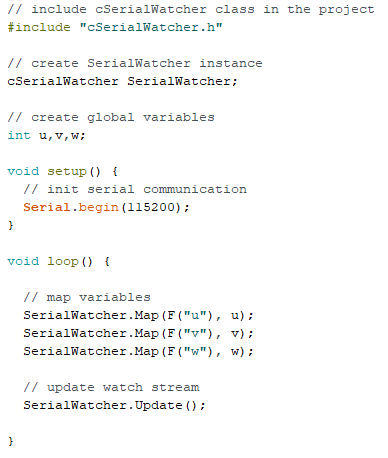 // include cSerialWatcher class in the project
#include "cSerialWatcher.h"
// create SerialWatcher instance
cSerialWatcher SerialWatcher;
// create global variables
int u,v,w;
void setup() {
// init serial communication
Serial.begin(115200);
}
void loop() {
// map variables
SerialWatcher.Map(F("u"), u);
SerialWatcher.Map(F("v"), v);
SerialWatcher.Map(F("w"), w);
// update watch stream
SerialWatcher.Update();
}